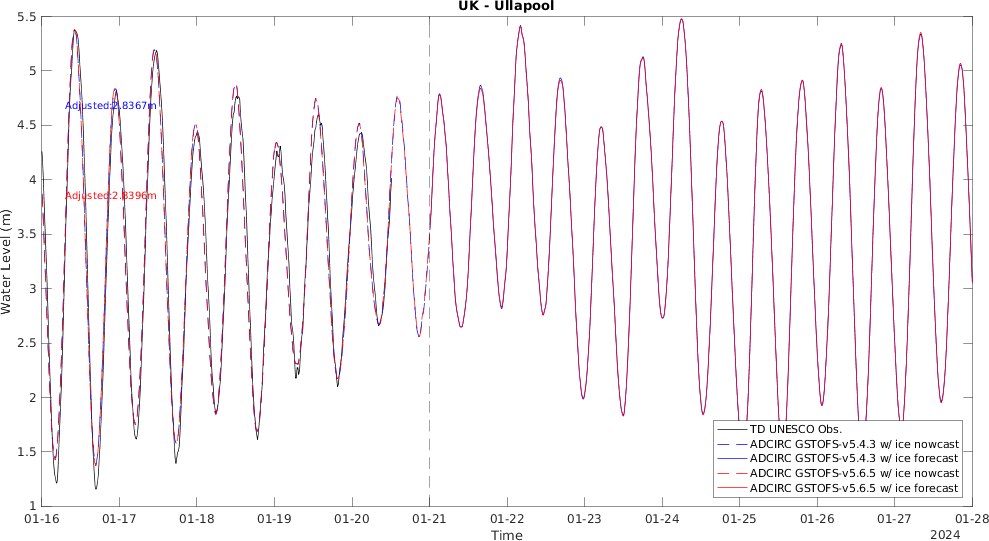 UK - Ullapool
5.5
5
4.5
4
3.5
3
2.5
2
1.5
1
Water Level (m)
Adjusted:2.8367m
Adjusted:2.8396m
TD UNESCO Obs.
ADCIRC GSTOFS-v5.4.3 w/ ice nowcast
ADCIRC GSTOFS-v5.4.3 w/ ice forecast
ADCIRC GSTOFS-v5.6.5 w/ ice nowcast
ADCIRC GSTOFS-v5.6.5 w/ ice forecast
01-16 01-17 01-18 01-19 01-20 01-21 01-22 01-23 01-24 01-25 01-26 01-27 01-28
Time
2024